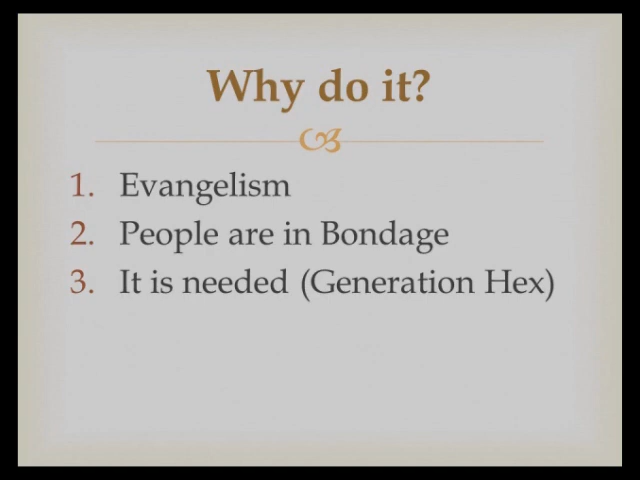 Why do it?
1. Evangelism
2. People are in Bondage
3. It is needed (Generation Hex)